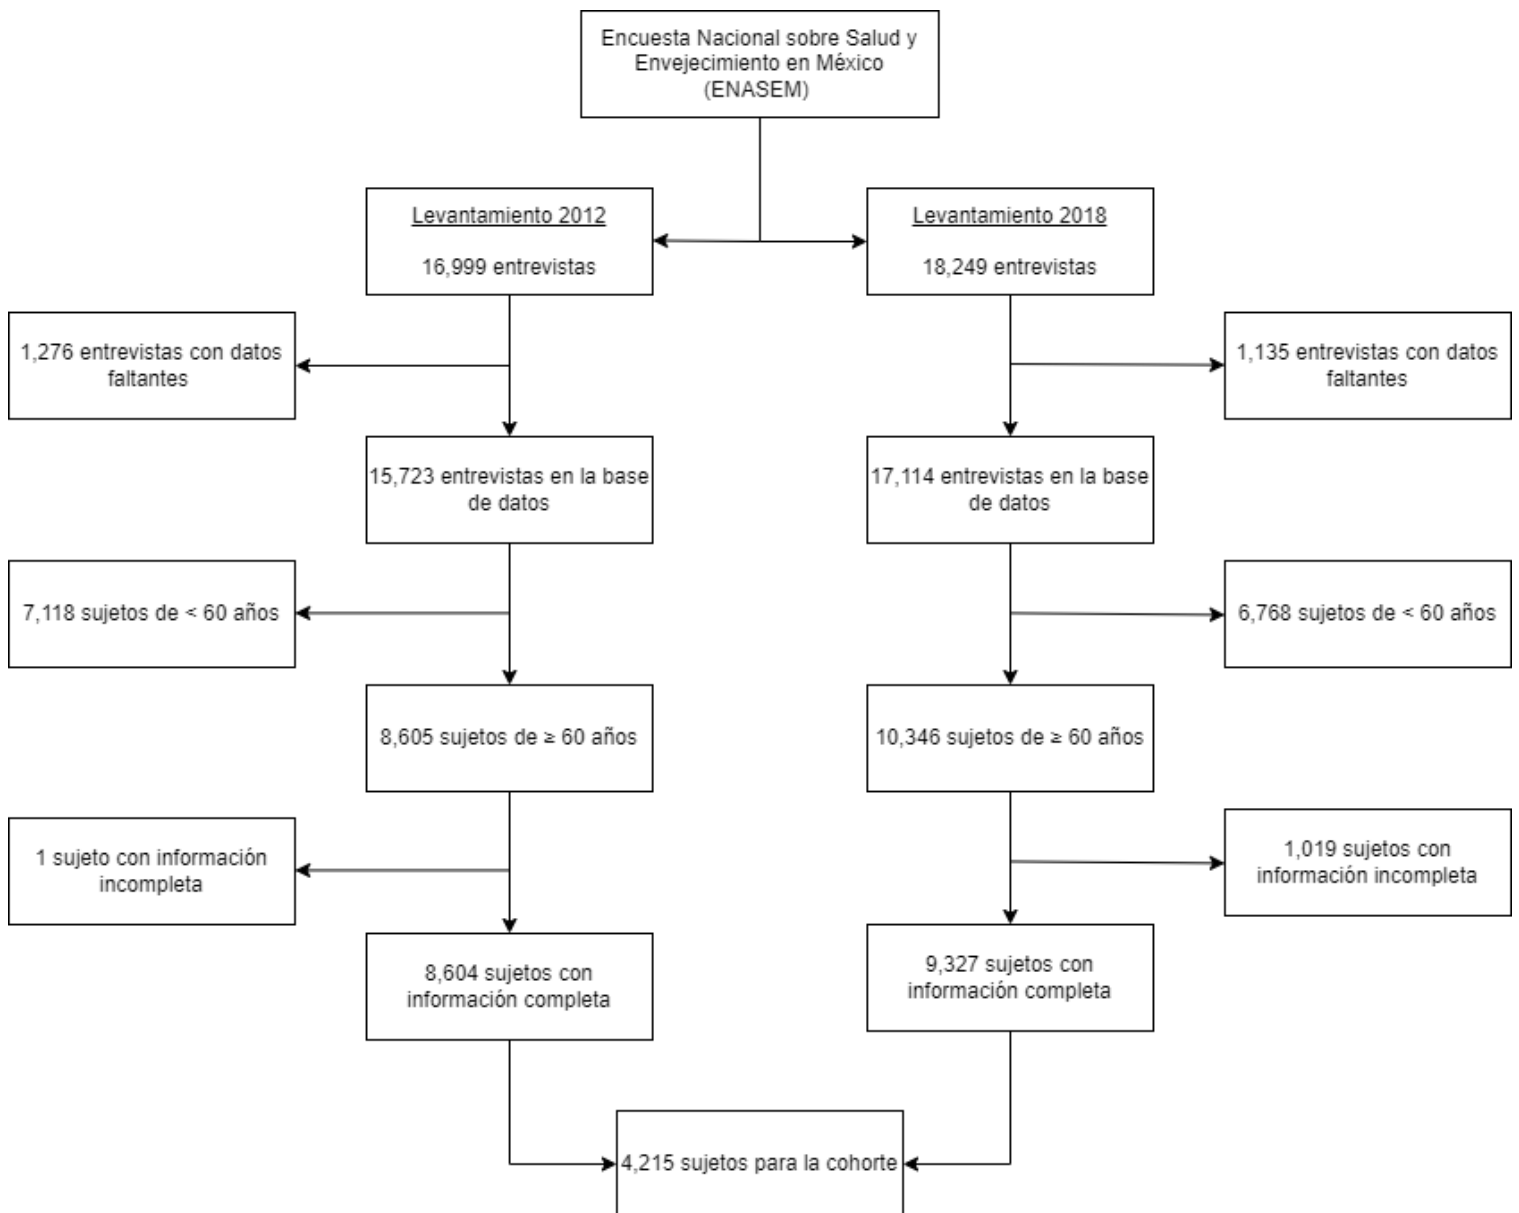 Encuesta Nacional sobre Salud y
Envejecimiento en México
(ENASEM)
Levantamiento 2012
16,999 entrevistas
Levantamiento 2018
18,249 entrevistas
1,276 entrevistas con datos
faltantes
1,135 entrevistas con datos
faltantes
15,723 entrevistas en la base
de datos
17,114 entrevistas en la base
de datos
7,118 sujetos de < 60 años
6,768 sujetos de < 60 años
8,605 sujetos de ≥ 60 años
10,346 sujetos de ≥ 60 años
1 sujeto con información
incompleta
1,019 sujetos con
información incompleta
8,604 sujetos con
información completa
9,327 sujetos con
información completa
4,215 sujetos para la cohorte